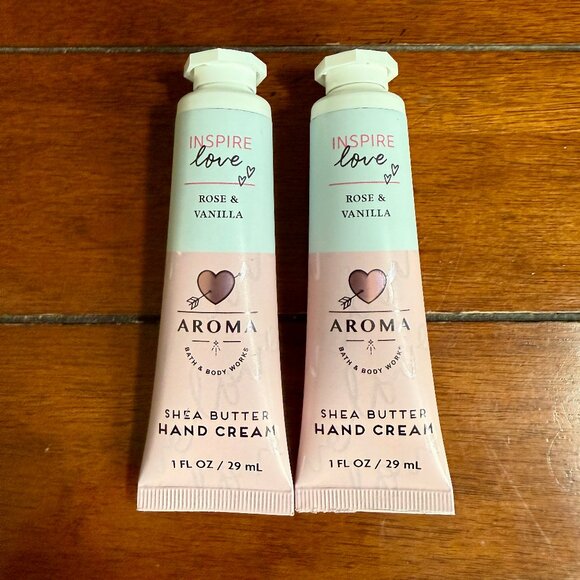 INSPIRE
love
ROSE &
VANILLA
AROMA
BATH & BODY WORKS
SHEA BUTTER
HAND CREAM
1 FL OZ / 29 mL
INSPIRE
love
ROSE &
VANILLA
AROMA
BATH & BODY WORKS
SHEA BUTTER
HAND CREAM
1 FL OZ / 29 mL